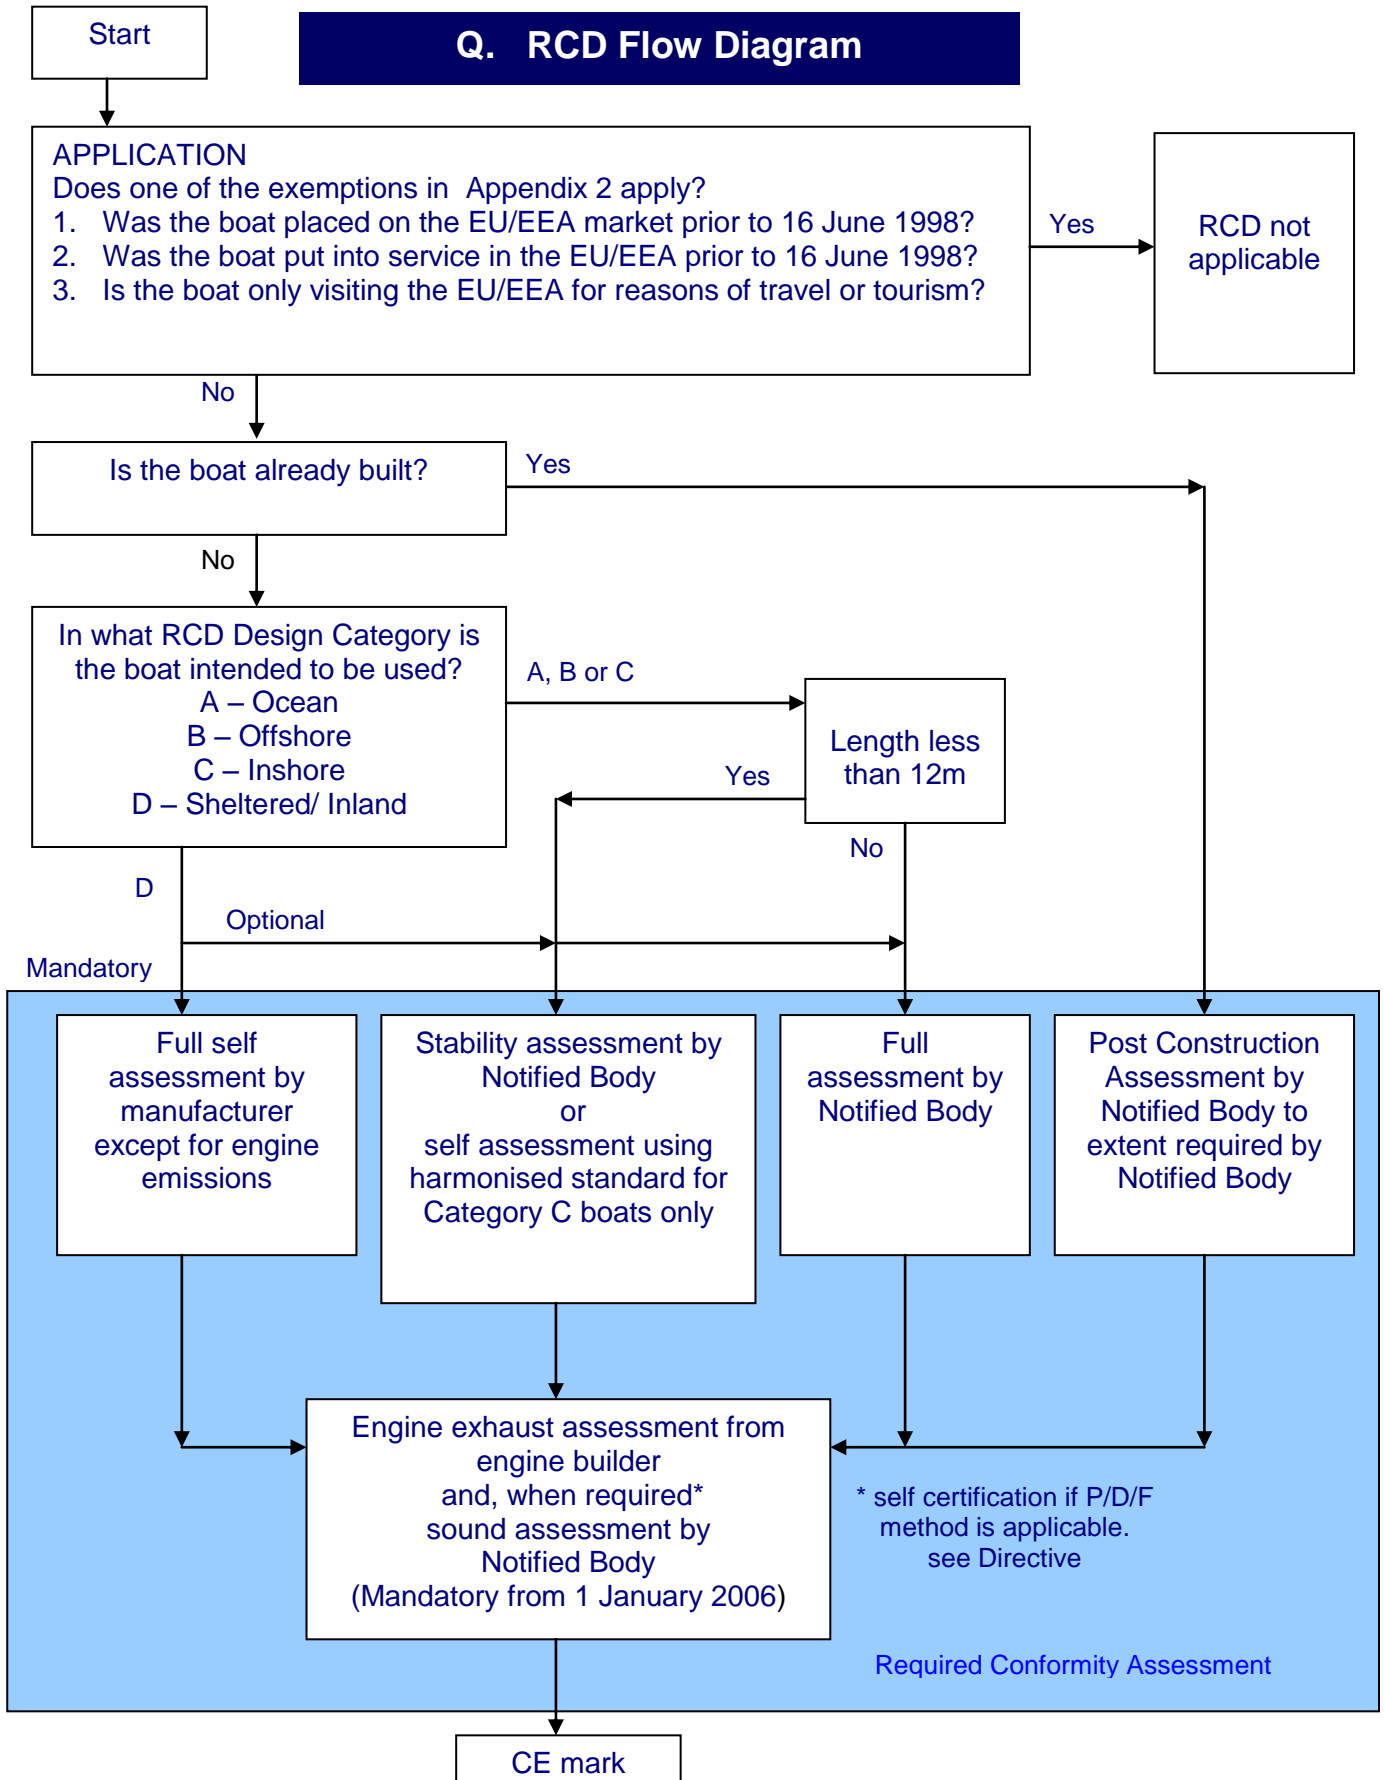 Start
Q. RCD Flow Diagram
APPLICATION
Does one of the exemptions in Appendix 2 apply?
1. Was the boat placed on the EU/EEA market prior to 16 June 1998?
2. Was the boat put into service in the EU/EEA prior to 16 June 1998?
3. Is the boat only visiting the EU/EEA for reasons of travel or tourism?
Yes
RCD not
applicable
No
Is the boat already built?
Yes
No
In what RCD Design Category is
the boat intended to be used?
A – Ocean
B – Offshore
C – Inshore
D – Sheltered/ Inland
A, B or C
Length less
than 12m
Yes
No
D
Optional
Mandatory
Full self
assessment by
manufacturer
except for engine
emissions
Stability assessment by
Notified Body
or
self assessment using
harmonised standard for
Category C boats only
Full
assessment by
Notified Body
Post Construction
Assessment by
Notified Body to
extent required by
Notified Body
Engine exhaust assessment from
engine builder
and, when required*
sound assessment by
Notified Body
(Mandatory from 1 January 2006)
* self certification if P/D/F
method is applicable.
see Directive
Required Conformity Assessment
CE mark